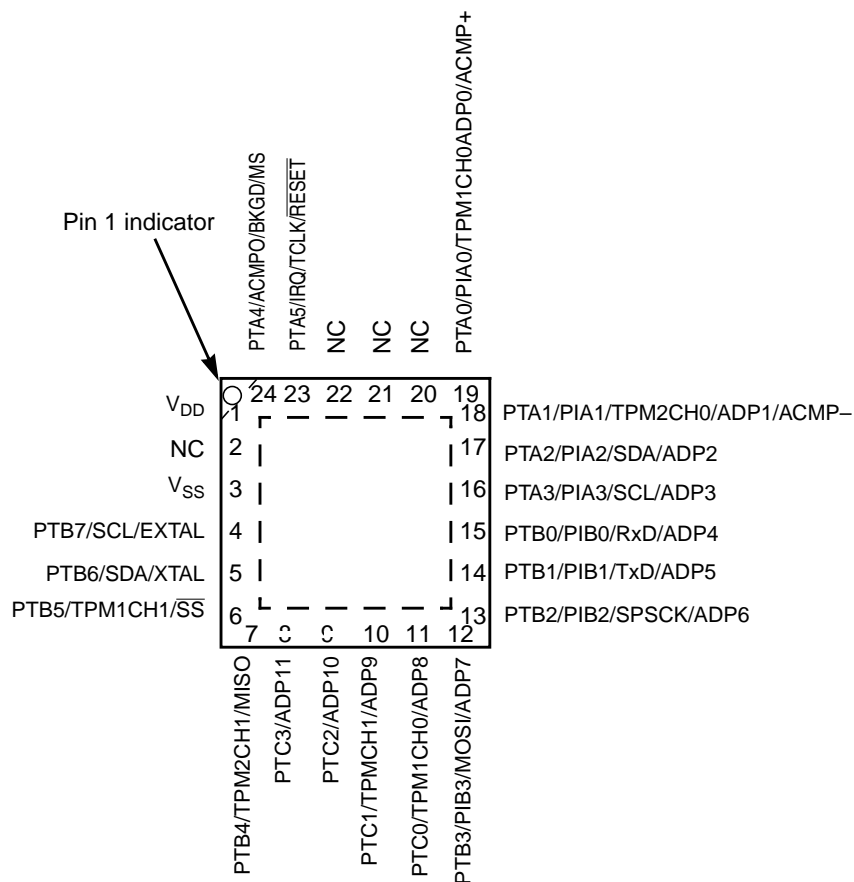 PTA4/ACMPO/BKGD/MS
PTA5/IRQ/TCLK/RESET
NC
NC
NC
PTA0/PIA0/TPM1CH0ADP0/ACMP+
Pin 1 indicator
24 23 22 21 20 19
VDD 1
NC 2
VSS 3
PTB7/SCL/EXTAL 4
PTB6/SDA/XTAL 5
PTB5/TPM1CH1/SS 6
18 PTA1/PIA1/TPM2CH0/ADP1/ACMP–
17 PTA2/PIA2/SDA/ADP2
16 PTA3/PIA3/SCL/ADP3
15 PTB0/PIB0/RxD/ADP4
14 PTB1/PIB1/TxD/ADP5
13 PTB2/PIB2/SPSCK/ADP6
7 10 11 12
PTB4/TPM2CH1/MISO
PTC3/ADP11
PTC2/ADP10
PTC1/TPMCH1/ADP9
PTC0/TPM1CH0/ADP8
PTB3/PIB3/MOSI/ADP7